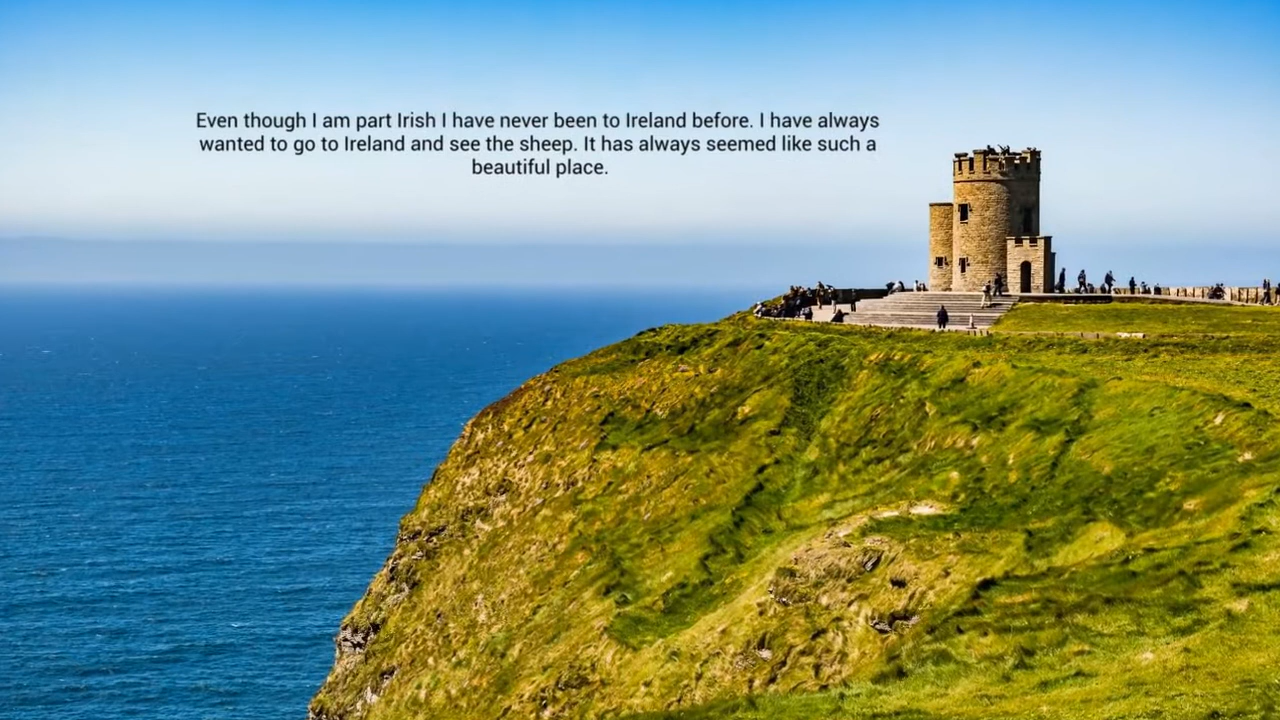 Even though I am part Irish I have never been to Ireland before. I have always
wanted to go to Ireland and see the sheep. It has always seemed like such a
beautiful place.